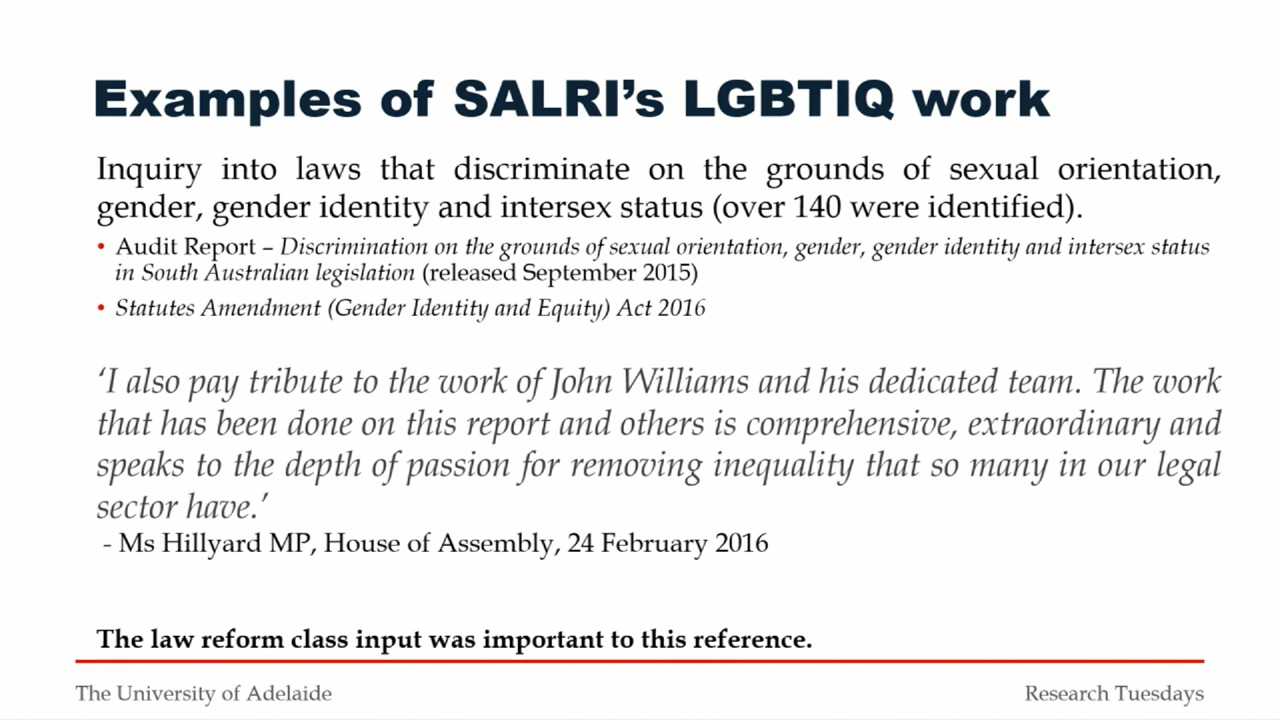 Examples of SALRI’s LGBTIQ work
Inquiry into laws that discriminate on the grounds of sexual orientation,
gender, gender identity and intersex status (over 140 were identified).
• Audit Report – Discrimination on the grounds of sexual orientation, gender, gender identity and intersex status
in South Australian legislation (released September 2015)
• Statutes Amendment (Gender Identity and Equity) Act 2016
‘I also pay tribute to the work of John Williams and his dedicated team. The work
that has been done on this report and others is comprehensive, extraordinary and
speaks to the depth of passion for removing inequality that so many in our legal
sector have.’
- Ms Hillyard MP, House of Assembly, 24 February 2016
The law reform class input was important to this reference.
The University of Adelaide
Research Tuesdays